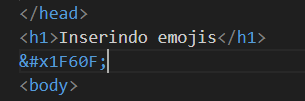 </head>
<h1>Inserindo emojis</h1>
&#x1F60F;
<body>